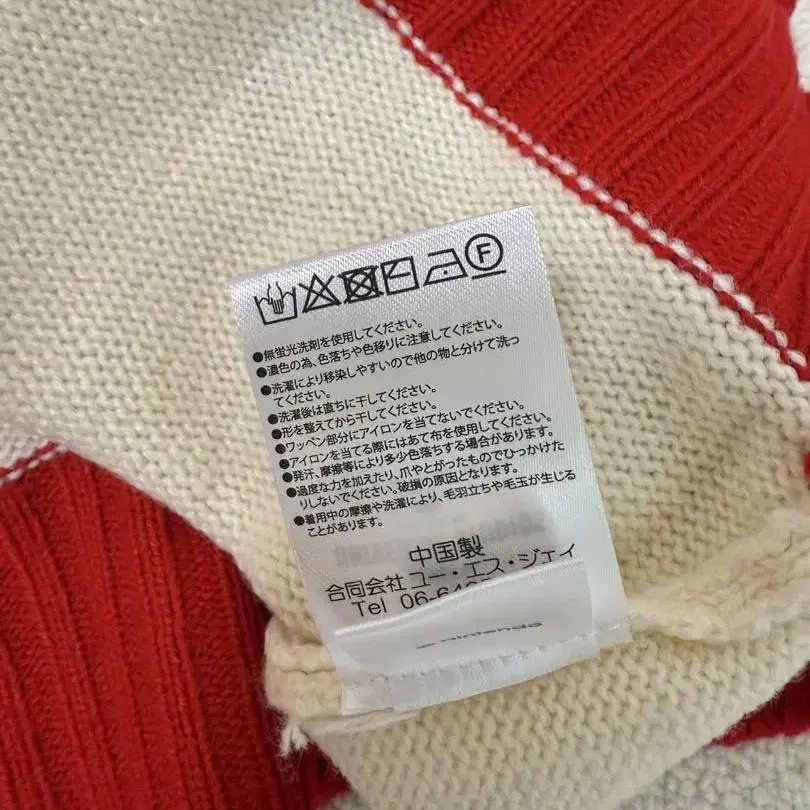 F
●無蛍光洗剤を使用してください。
●濃色の為、色落ちや色移りに注意してください。
●洗濯により移染しやすいので他の物と分けて洗っ
てください。
●洗濯後は直ちに干してください。
●形を整えてから干してください。
●ワッペン部分にアイロンを当てないでください。
●アイロンを当てる際にはあて布を使用してください。
●発汗、摩擦等により多少色落ちする場合があります。
●過度な力を加えたり、爪やとがったものでひっかけた
りしないでください。破損の原因となります。
●着用中の摩擦や洗濯により、毛羽立ちや毛玉が生じる
ことがあります。
中国製
合同会社ユー・エス・ジェイ
Tel 06-64
Nintendo